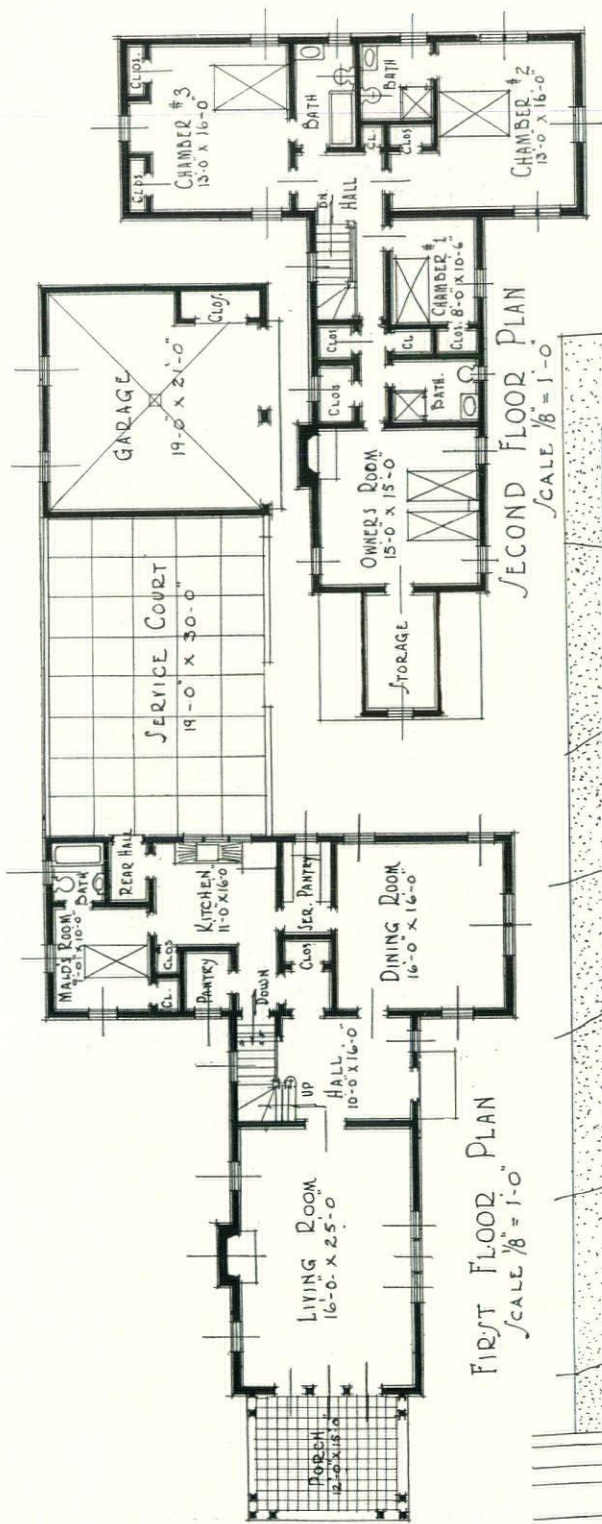 PORCH
12'-0" X 15'-0"
LIVING ROOM
16'-0" X 25'-0"
UP
HALL
10'-0" X 16'-0"
DOWN
CLOS
PANTRY
CL.
CLOS
MAID'S ROOM
9'-0" X 10'-0"
BATH
REAR HALL
KITCHEN
11'-0" X 16'-0"
SER. PANTRY
DINING ROOM
16'-0" X 16'-0"
SERVICE COURT
19'-0" X 30'-0"
GARAGE
19'-0" X 21'-0"
CLOS.
FIRST FLOOR PLAN
SCALE 1/8" = 1'-0"
STORAGE
OWNERS ROOM
15'-0" X 15'-0"
CLOS
CLOS
BATH.
CL
CLOS.
CHAMBER #1
8'-0" X 10'-6"
DN.
HALL
CL.
CLOS
BATH
BATH
CHAMBER #3
13'-0" X 16'-0"
CLOS
CLOS.
CHAMBER #2
13'-0" X 16'-0"
SECOND FLOOR PLAN
SCALE 1/8" = 1'-0"